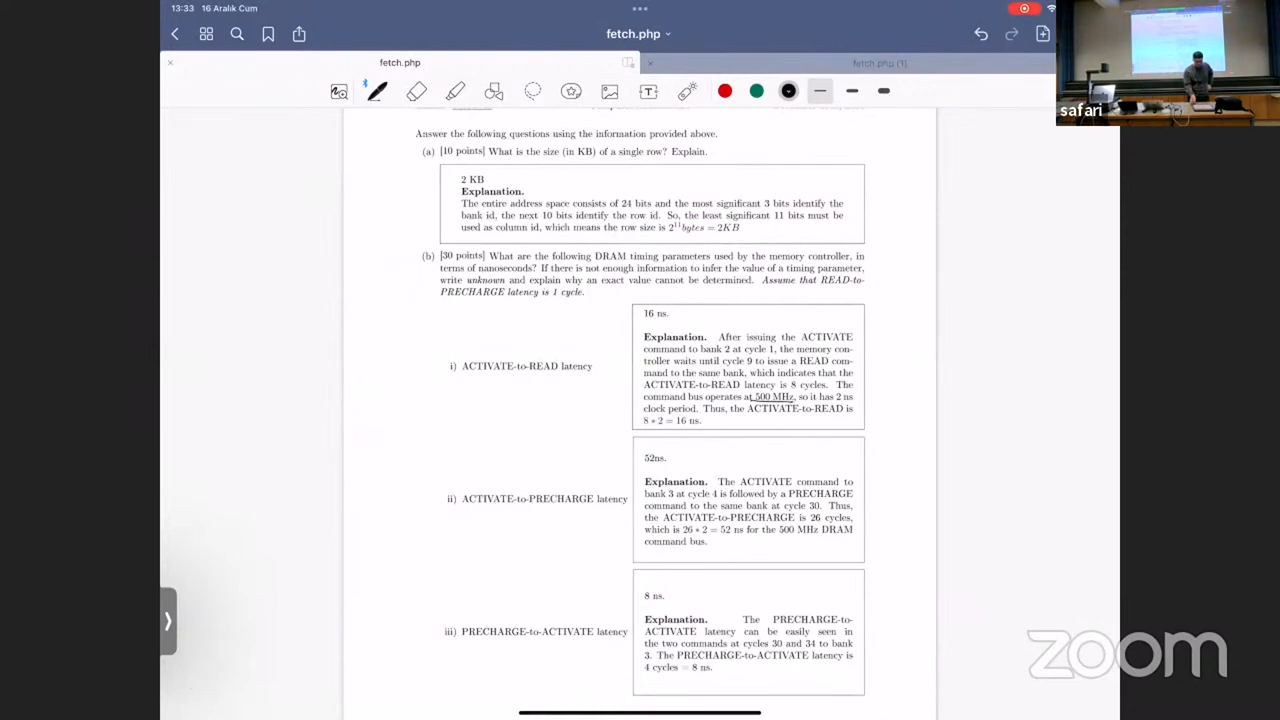 13:33 16 Aralık Cum
fetch.php
fetch.php
fetch.php (1)
safari
Answer the following questions using the information provided above.
(a) [10 points] What is the size (in KB) of a single row? Explain.
2 KB
Explanation.
The entire address space consists of 24 bits and the most significant 3 bits identify the
bank id, the next 10 bits identify the row id. So, the least significant 11 bits must be
used as column id, which means the row size is 2^11 bytes = 2KB
(b) [30 points] What are the following DRAM timing parameters used by the memory controller, in
terms of nanoseconds? If there is not enough information to infer the value of a timing parameter,
write unknown and explain why an exact value cannot be determined. Assume that READ-to-
PRECHARGE latency is 1 cycle.
i) ACTIVATE-to-READ latency
16 ns.
Explanation. After issuing the ACTIVATE
command to bank 2 at cycle 1, the memory con-
troller waits until cycle 9 to issue a READ com-
mand to the same bank, which indicates that the
ACTIVATE-to-READ latency is 8 cycles. The
command bus operates at 500 MHz, so it has 2 ns
clock period. Thus, the ACTIVATE-to-READ is
8 * 2 = 16 ns.
ii) ACTIVATE-to-PRECHARGE latency
52ns.
Explanation. The ACTIVATE command to
bank 3 at cycle 4 is followed by a PRECHARGE
command to the same bank at cycle 30. Thus,
the ACTIVATE-to-PRECHARGE is 26 cycles,
which is 26 * 2 = 52 ns for the 500 MHz DRAM
command bus.
iii) PRECHARGE-to-ACTIVATE latency
8 ns.
Explanation. The PRECHARGE-to-
ACTIVATE latency can be easily seen in
the two commands at cycles 30 and 34 to bank
3. The PRECHARGE-to-ACTIVATE latency is
4 cycles = 8 ns.
zoom